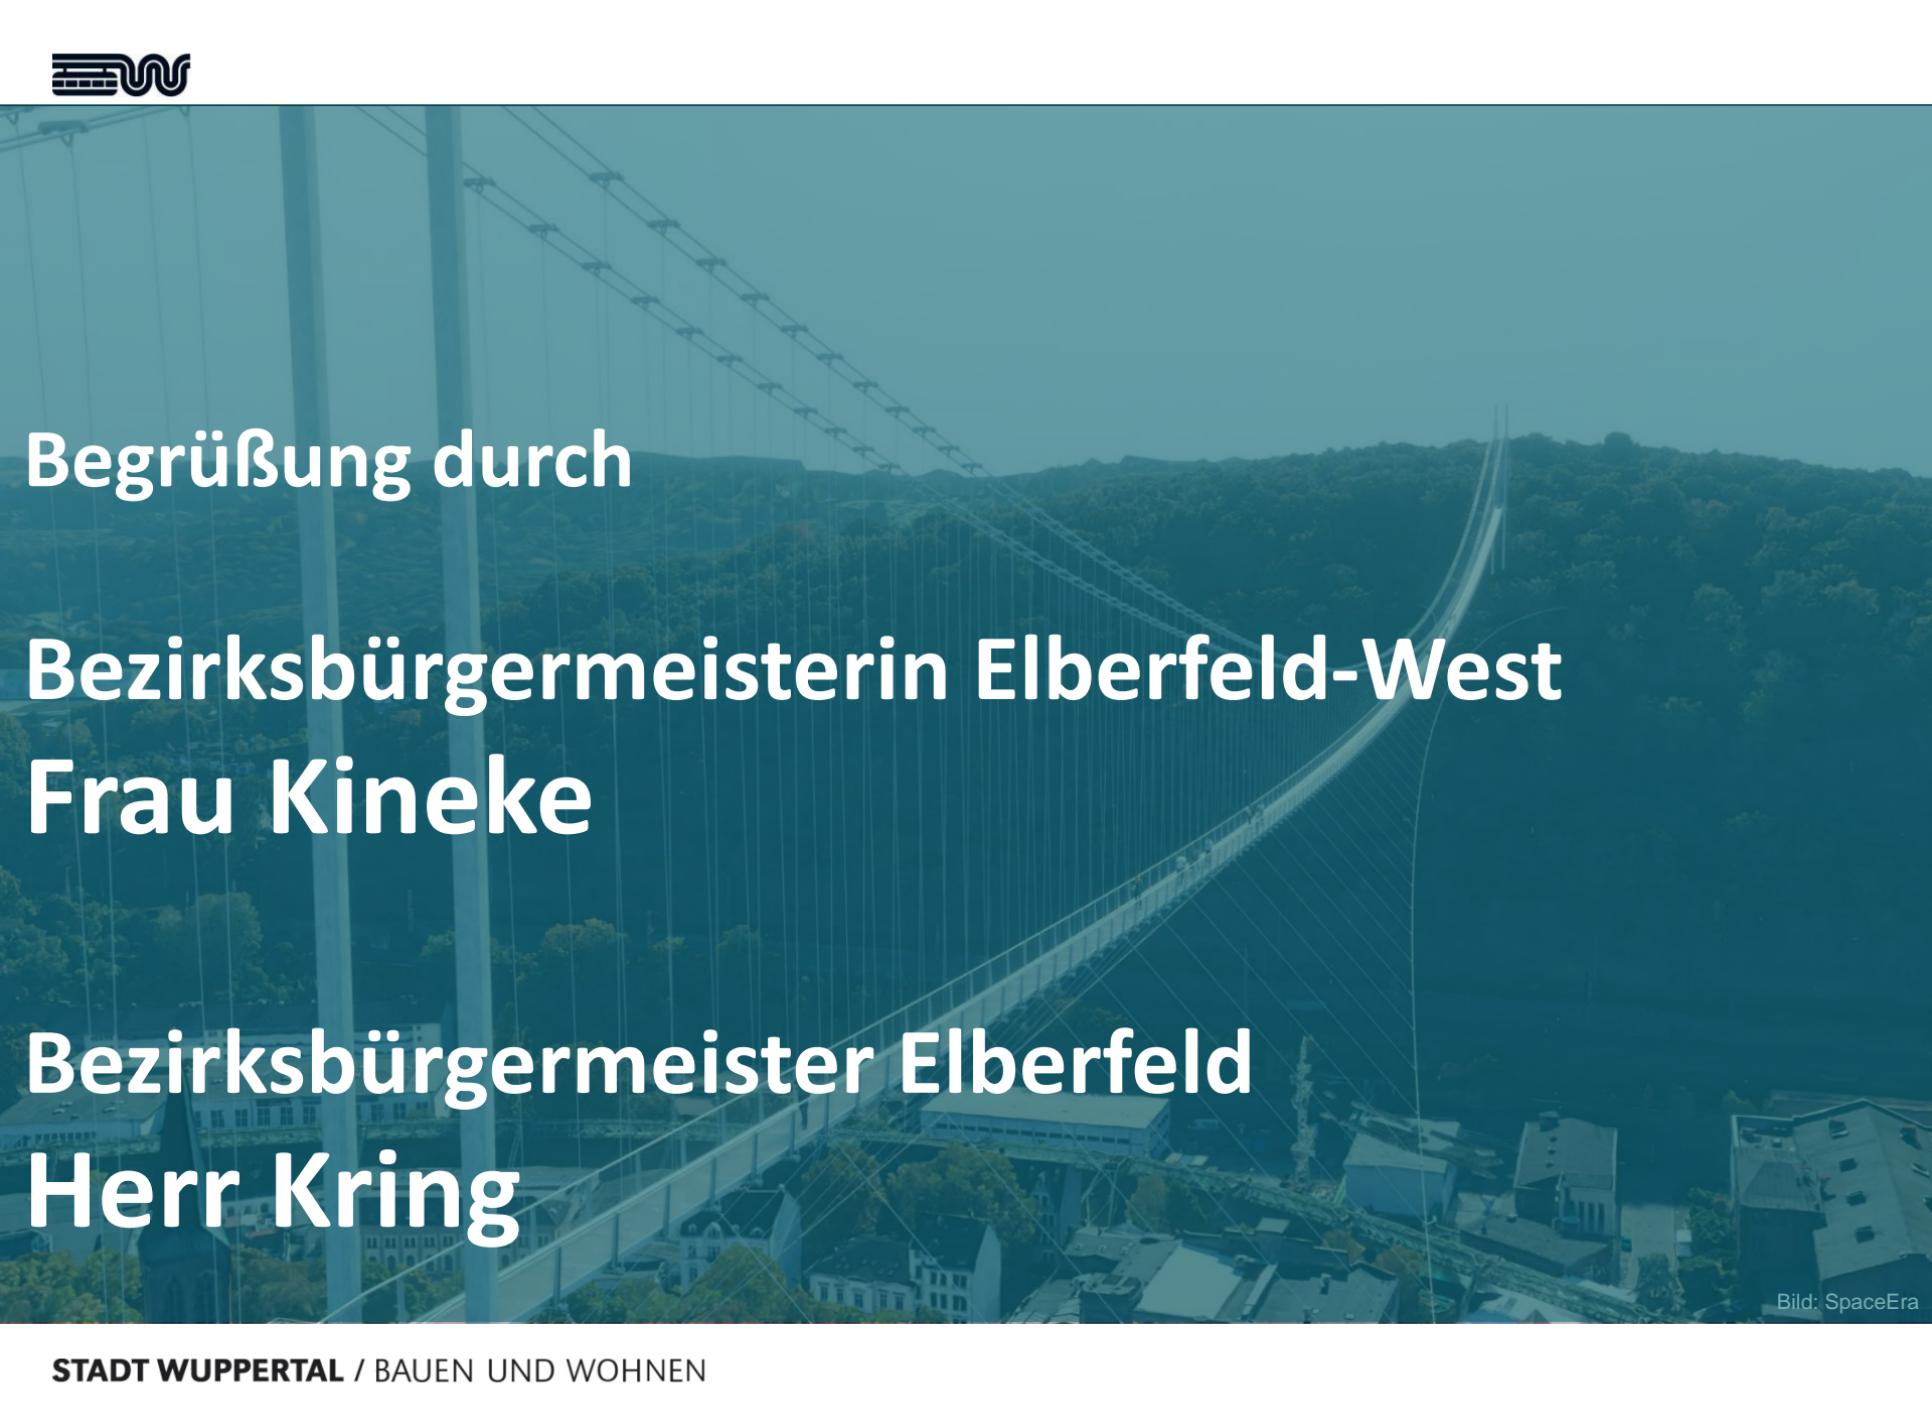 Begrüßung durch
Bezirksbürgermeisterin Elberfeld-West
Frau Kineke
Bezirksbürgermeister Elberfeld
Herr Kring
Bild: SpaceEra
STADT WUPPERTAL / BAUEN UND WOHNEN